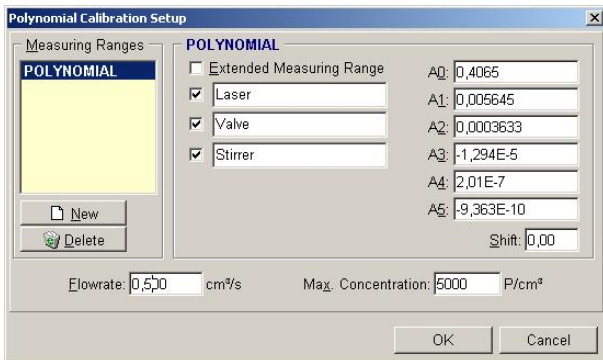 Polynomial Calibration Setup
Measuring Ranges
POLYNOMIAL
New
Delete
POLYNOMIAL
Extended Measuring Range
Laser
Valve
Stirrer
A0: 0,4065
A1: 0,005645
A2: 0,0003633
A3: -1,294E-5
A4: 2,01E-7
A5: -9,363E-10
Shift: 0,00
Flowrate: 0,500 cm³/s
Max. Concentration: 5000 P/cm³
OK
Cancel